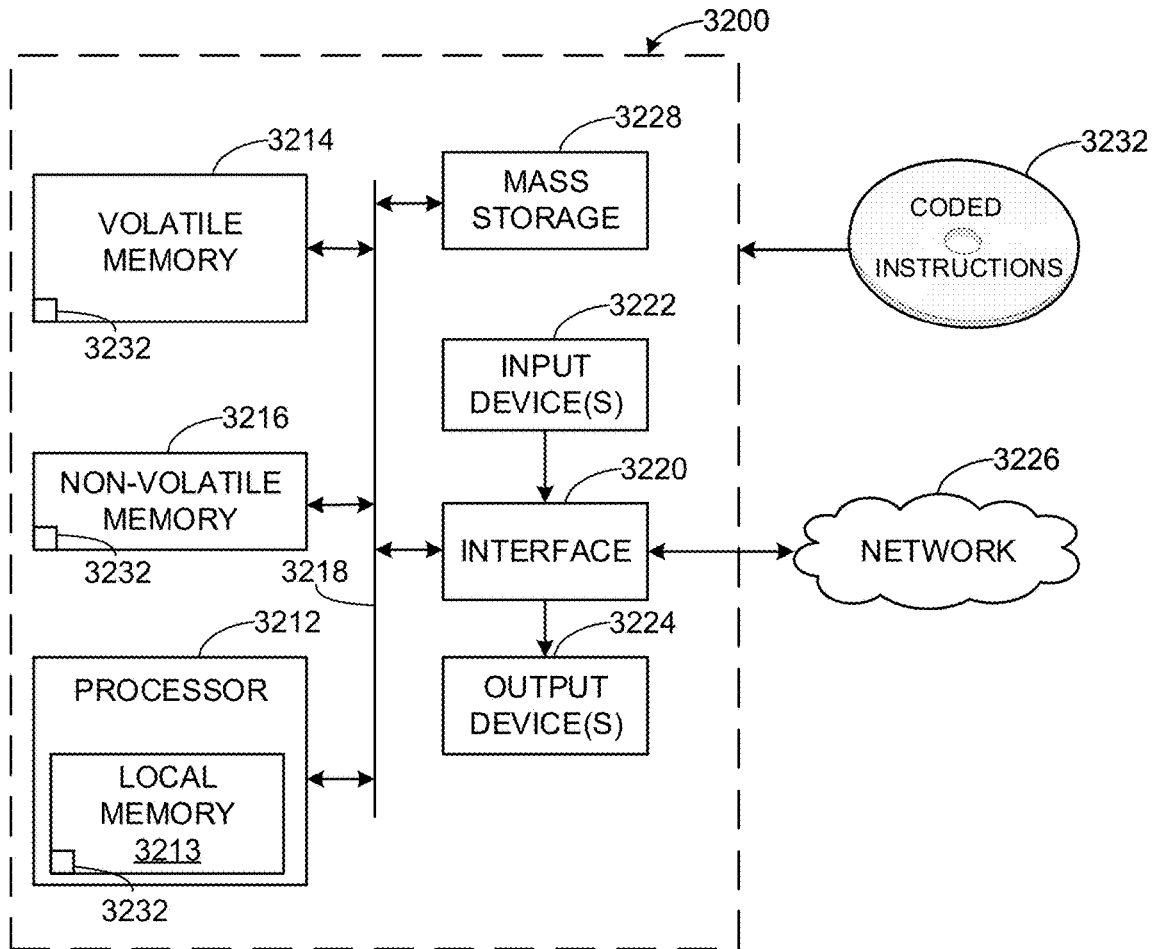 3200
3214
VOLATILE
MEMORY
3232
3228
MASS
STORAGE
3232
CODED
INSTRUCTIONS
3222
INPUT
DEVICE(S)
3216
NON-VOLATILE
MEMORY
3232
3218
3220
INTERFACE
3226
NETWORK
3212
PROCESSOR
LOCAL
MEMORY
3213
3232
3224
OUTPUT
DEVICE(S)